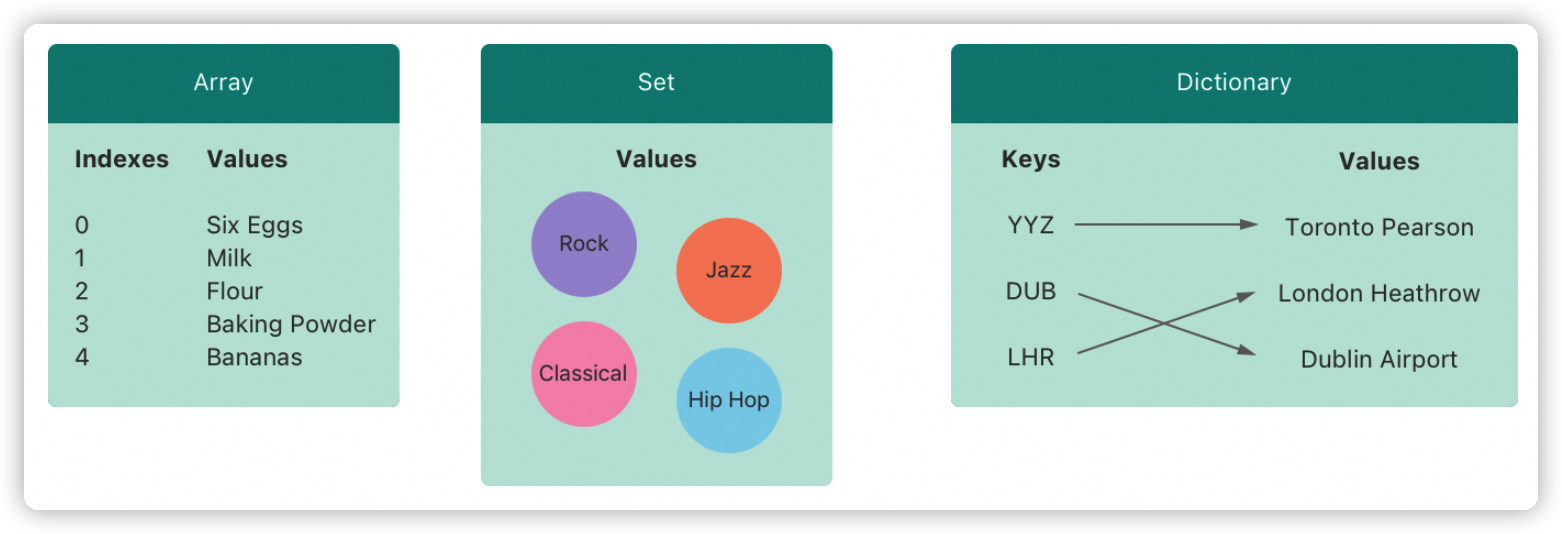 Array
Indexes Values
0 Six Eggs
1 Milk
2 Flour
3 Baking Powder
4 Bananas
Set
Values
Rock
Jazz
Classical
Hip Hop
Dictionary
Keys Values
YYZ Toronto Pearson
DUB London Heathrow
LHR Dublin Airport